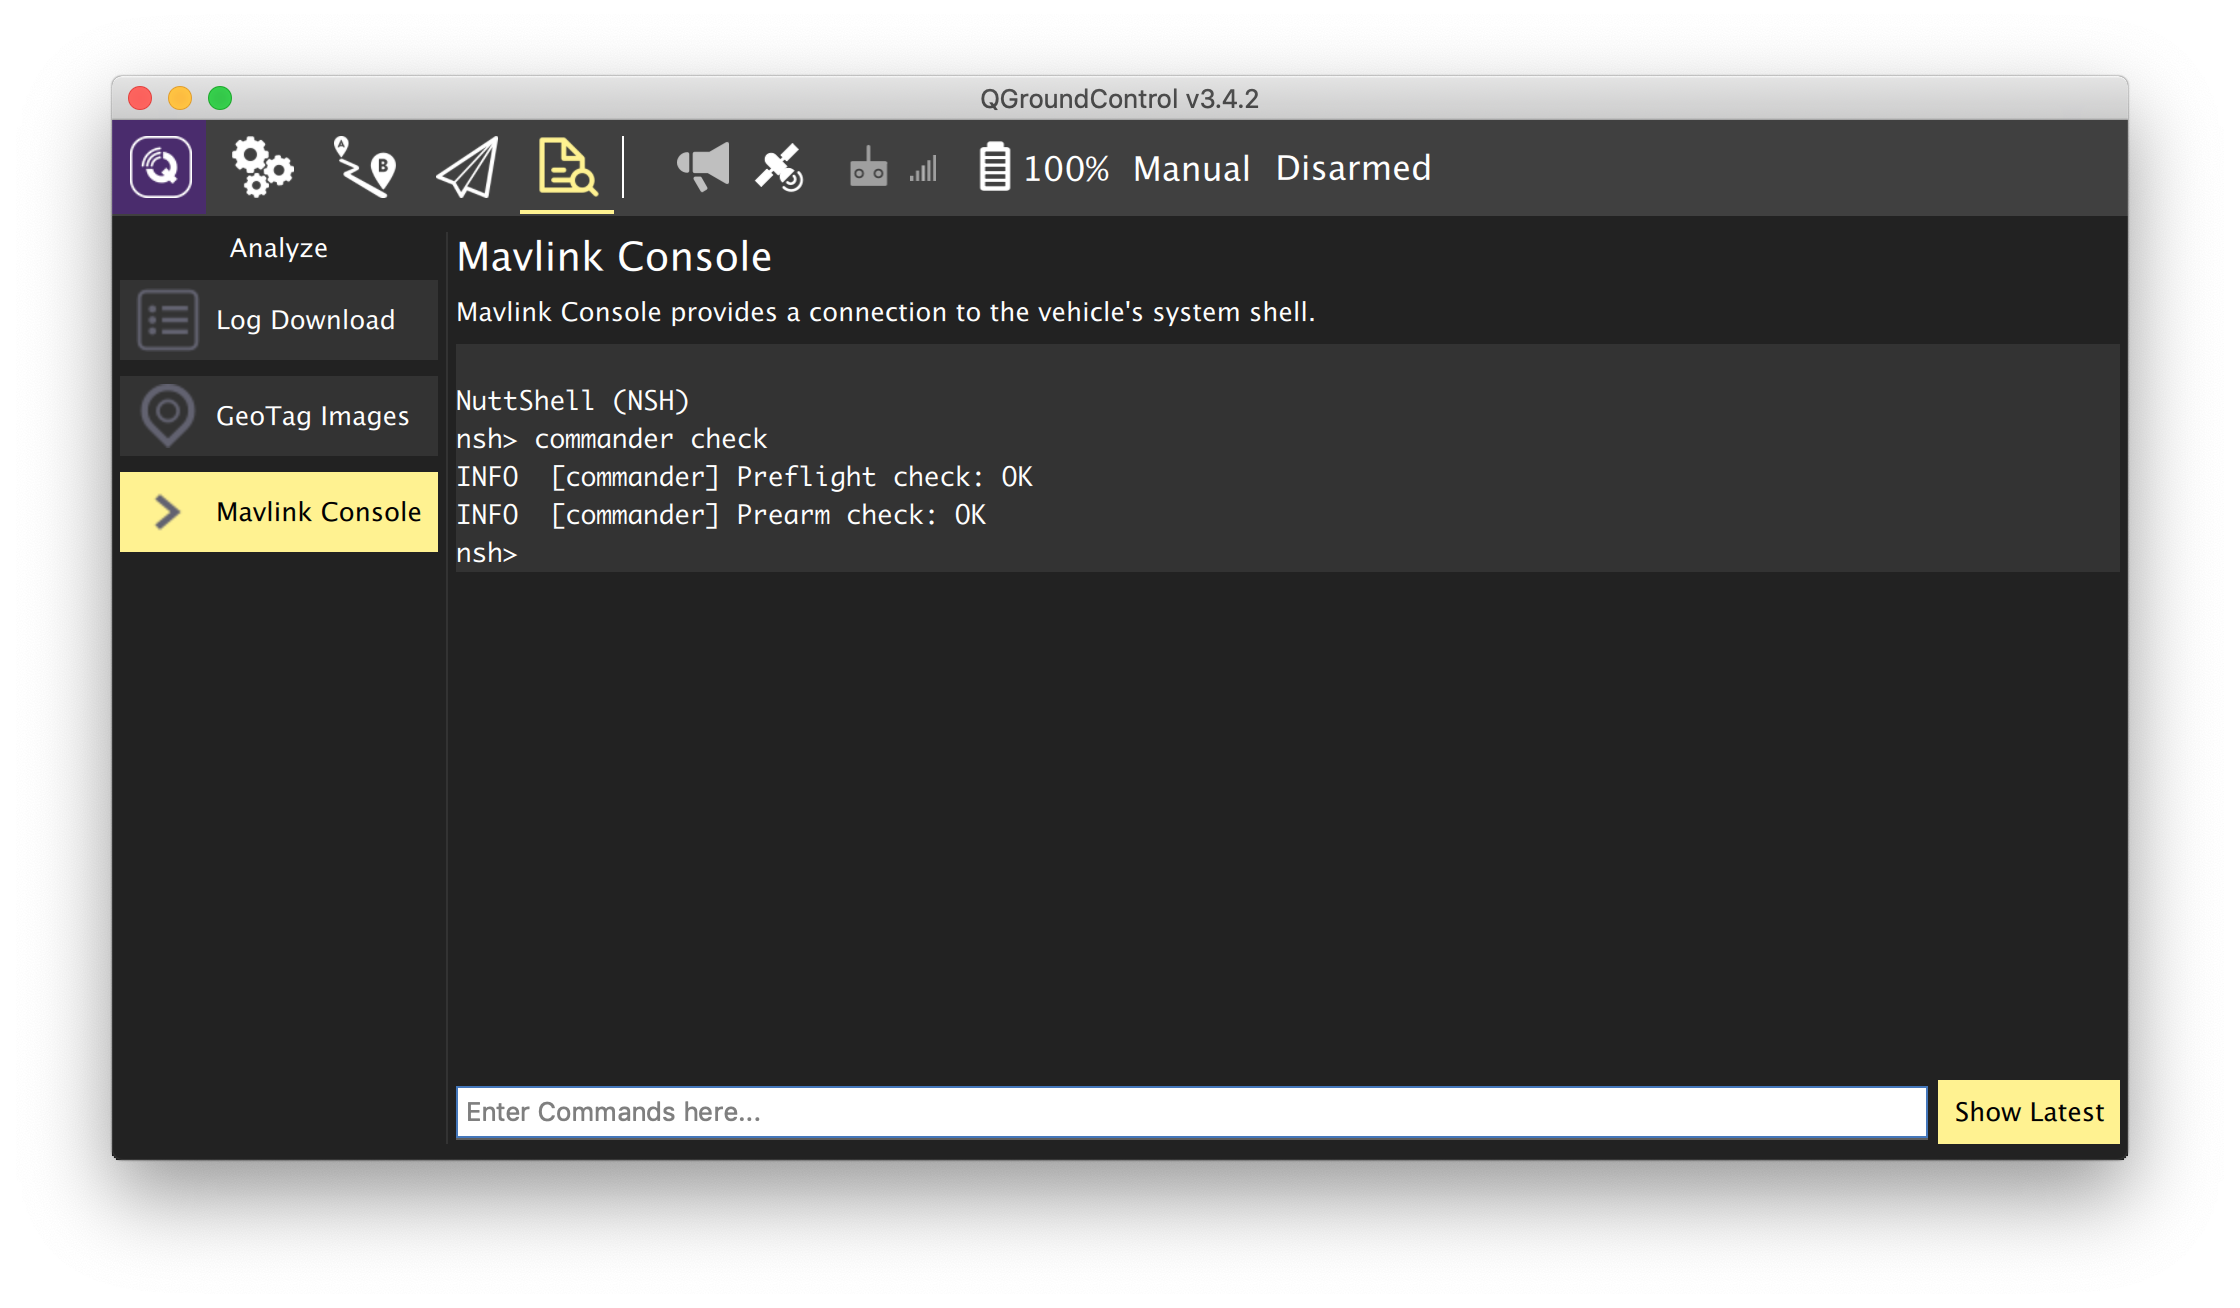 QGroundControl v3.4.2
100% Manual Disarmed
Analyze
Log Download
GeoTag Images
Mavlink Console
Mavlink Console
Mavlink Console provides a connection to the vehicle's system shell.
NuttShell (NSH)
nsh> commander check
INFO  [commander] Preflight check: OK
INFO  [commander] Prearm check: OK
nsh>
Enter Commands here...
Show Latest